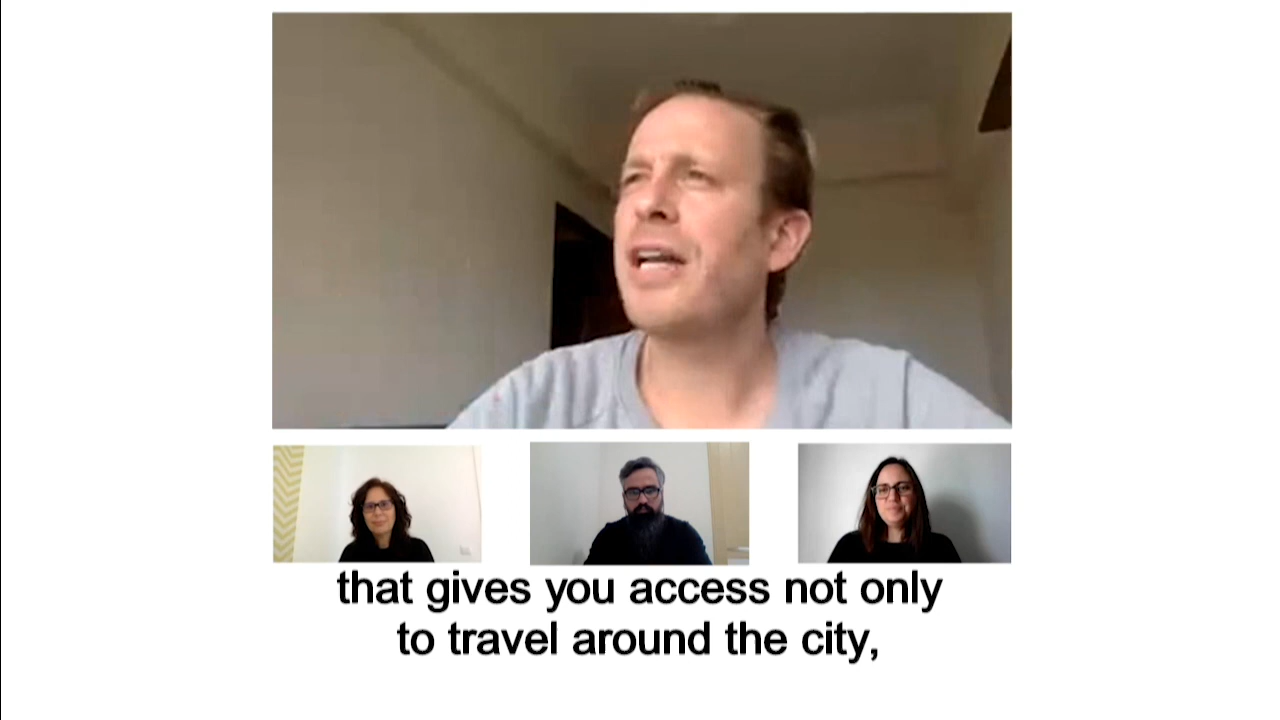 that gives you access not only
to travel around the city,